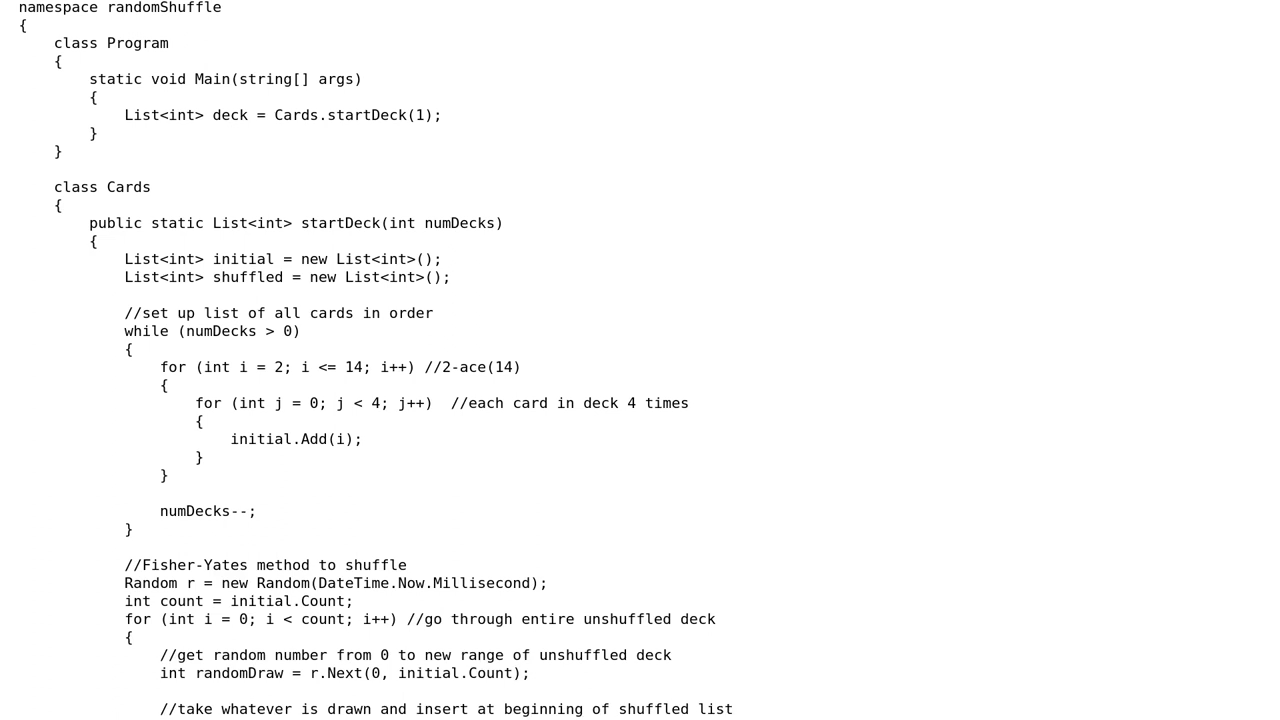 namespace randomShuffle
{
    class Program
    {
        static void Main(string[] args)
        {
            List<int> deck = Cards.startDeck(1);
        }
    }

    class Cards
    {
        public static List<int> startDeck(int numDecks)
        {
            List<int> initial = new List<int>();
            List<int> shuffled = new List<int>();

            //set up list of all cards in order
            while (numDecks > 0)
            {
                for (int i = 2; i <= 14; i++) //2-ace(14)
                {
                    for (int j = 0; j < 4; j++)  //each card in deck 4 times
                    {
                        initial.Add(i);
                    }
                }

                numDecks--;
            }

            //Fisher-Yates method to shuffle
            Random r = new Random(DateTime.Now.Millisecond);
            int count = initial.Count;
            for (int i = 0; i < count; i++) //go through entire unshuffled deck
            {
                //get random number from 0 to new range of unshuffled deck
                int randomDraw = r.Next(0, initial.Count);

                //take whatever is drawn and insert at beginning of shuffled list